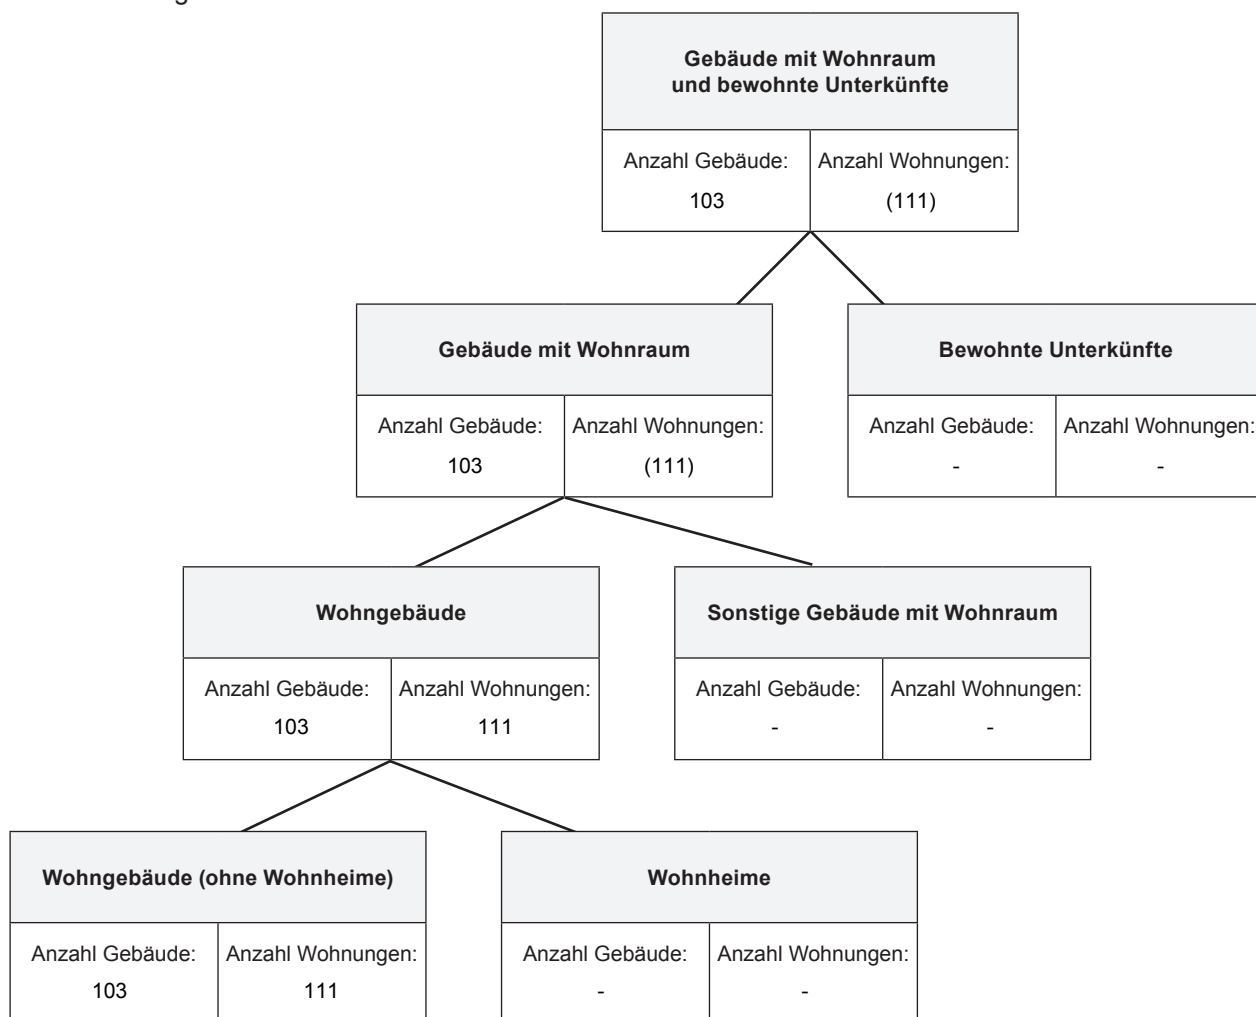 Gebäude mit Wohnraum
und bewohnte Unterkünfte
Anzahl Gebäude: Anzahl Wohnungen:
103 (111)
Gebäude mit Wohnraum
Anzahl Gebäude: Anzahl Wohnungen:
103 (111)
Bewohnte Unterkünfte
Anzahl Gebäude: Anzahl Wohnungen:
- -
Wohngebäude
Anzahl Gebäude: Anzahl Wohnungen:
103 111
Sonstige Gebäude mit Wohnraum
Anzahl Gebäude: Anzahl Wohnungen:
- -
Wohngebäude (ohne Wohnheime)
Anzahl Gebäude: Anzahl Wohnungen:
103 111
Wohnheime
Anzahl Gebäude: Anzahl Wohnungen:
- -